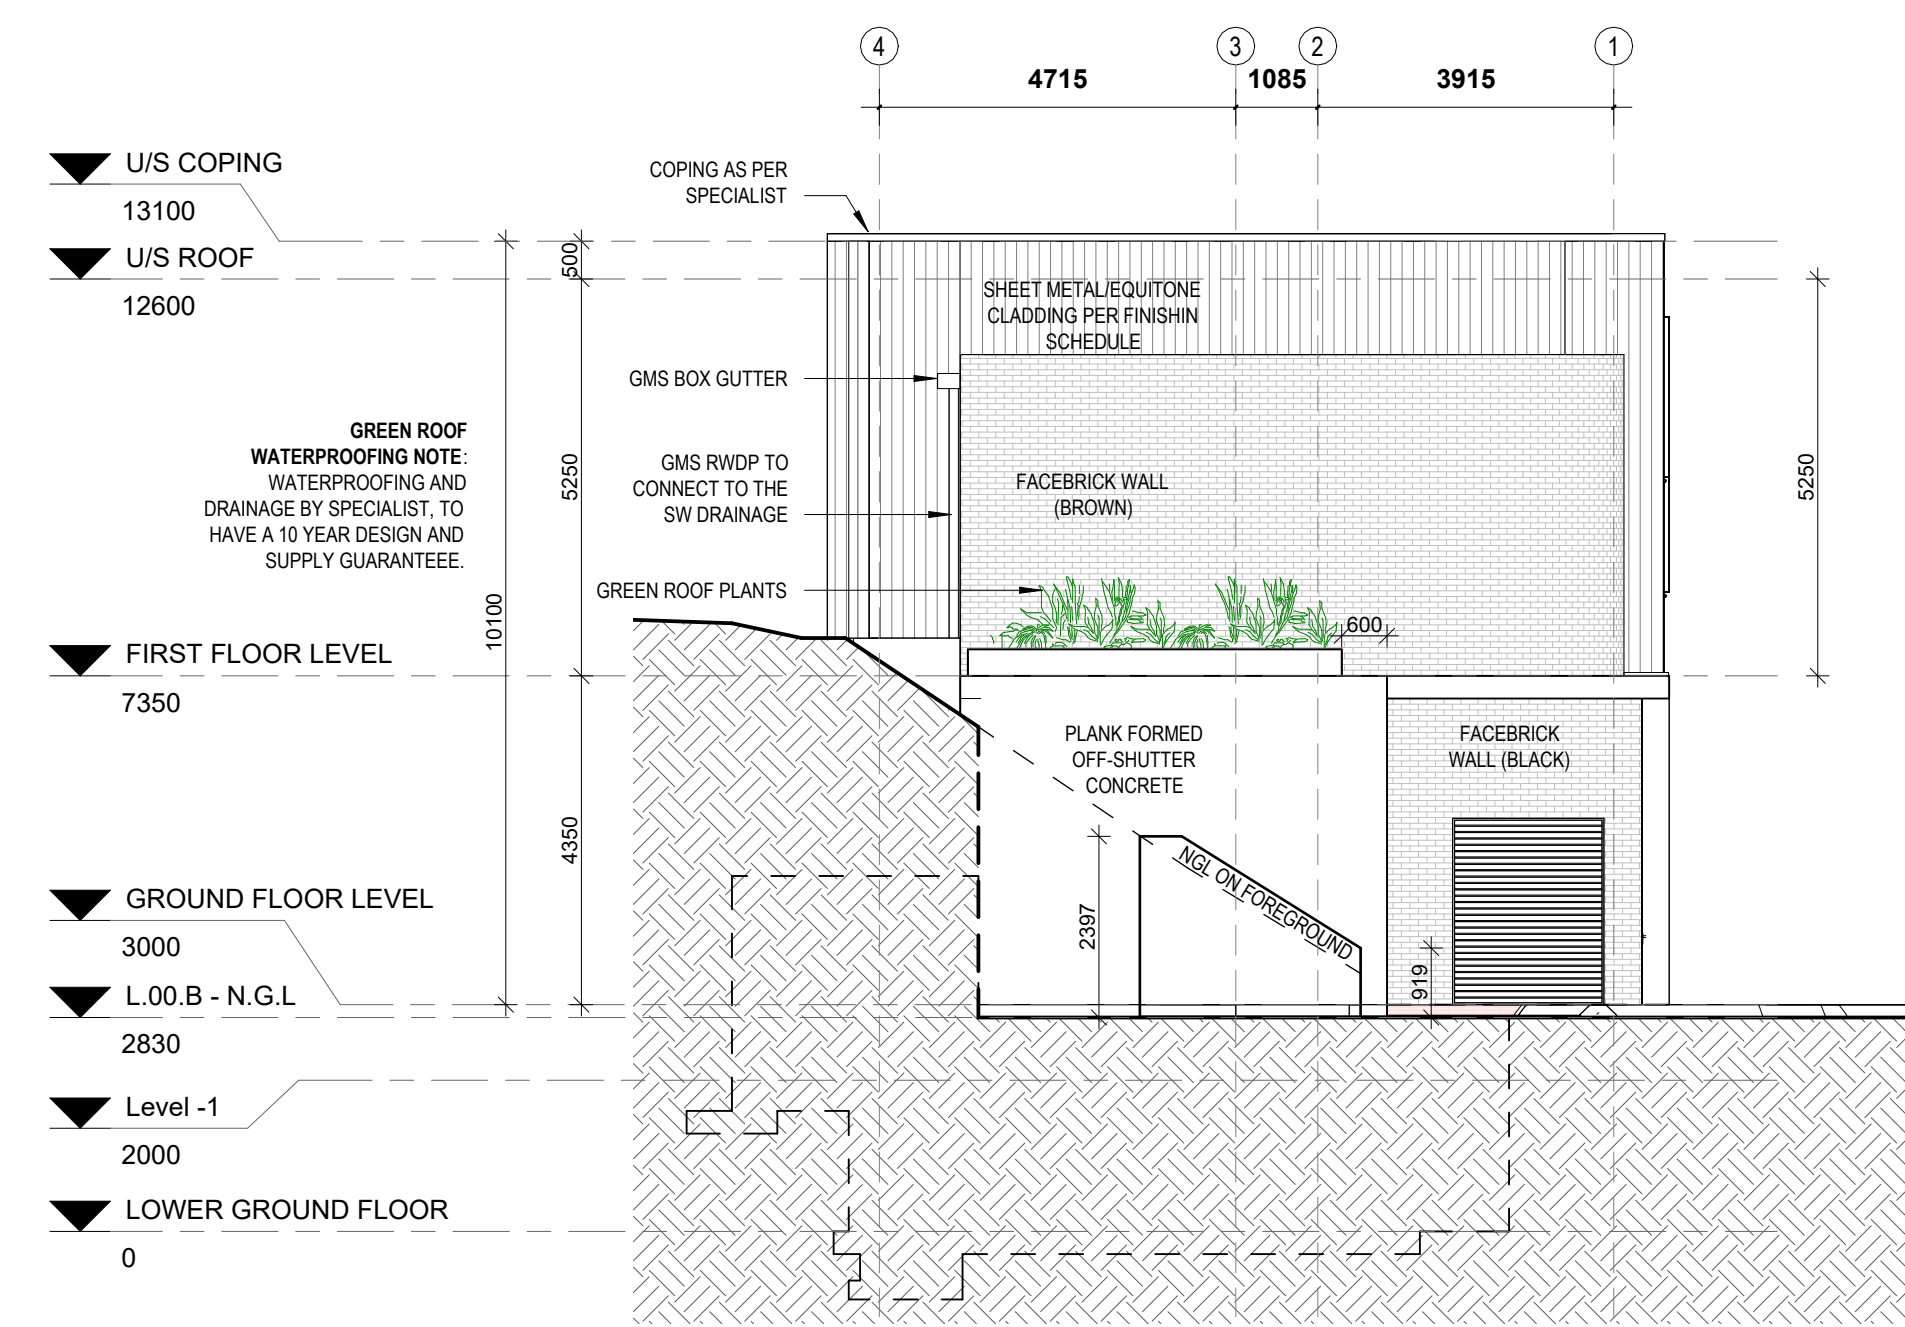 4
3
2
1
4715
1085
3915
U/S COPING
13100
U/S ROOF
12600
COPING AS PER
SPECIALIST
500
SHEET METAL/EQUITONE
CLADDING PER FINISHIN
SCHEDULE
GMS BOX GUTTER
GREEN ROOF
WATERPROOFING NOTE:
WATERPROOFING AND
DRAINAGE BY SPECIALIST, TO
HAVE A 10 YEAR DESIGN AND
SUPPLY GUARANTEEE.
5250
GMS RWDP TO
CONNECT TO THE
SW DRAINAGE
FACEBRICK WALL
(BROWN)
5250
GREEN ROOF PLANTS
10100
600
FIRST FLOOR LEVEL
7350
PLANK FORMED
OFF-SHUTTER
CONCRETE
FACEBRICK
WALL (BLACK)
4350
2397
NGL ON FOREGROUND
919
GROUND FLOOR LEVEL
3000
L.00.B - N.G.L
2830
Level -1
2000
LOWER GROUND FLOOR
0